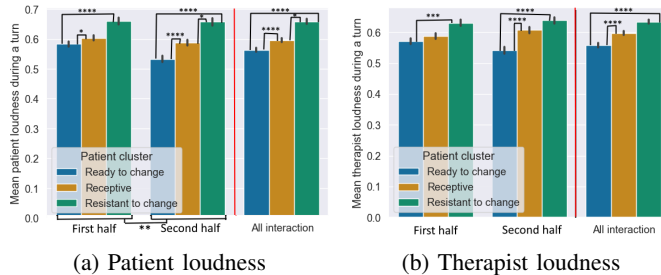 Mean patient loudness during a turn
0.7
0.6
0.5
0.4
0.3
0.2
0.1
0.0
****
*
****
****
*
****
****
*
Patient cluster
Ready to change
Receptive
Resistant to change
First half
Second half
All interaction
**
(a) Patient loudness
Mean therapist loudness during a turn
0.6
0.5
0.4
0.3
0.2
0.1
0.0
***
****
****
****
****
Patient cluster
Ready to change
Receptive
Resistant to change
First half
Second half
All interaction
(b) Therapist loudness